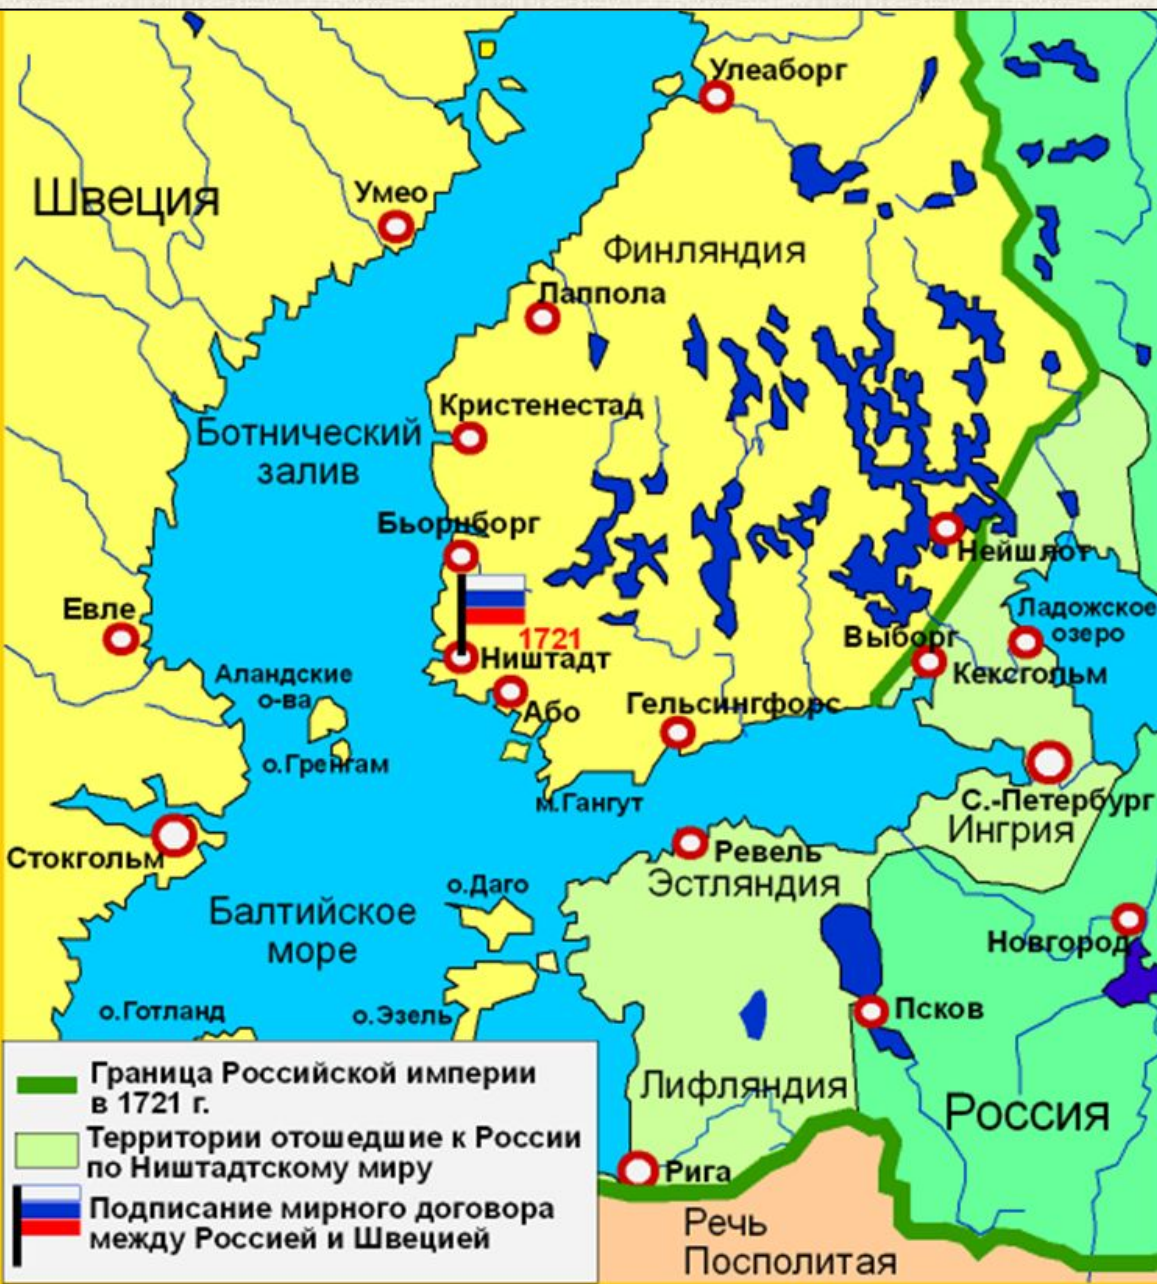 Улеаборг
Умео
Швеция
Финляндия
Лаппола
Кристенестад
Ботнический
залив
Бьорнборг
Нейшлот
Евле
Ладожское
озеро
1721
Выборг
Ништадт
Кексгольм
Аландские
о-ва
Або
Гельсингфорс
о.Гренгам
м.Гангут
С.-Петербург
Ингрия
Стокгольм
Ревель
Эстляндия
о.Даго
Балтийское
море
Новгород
о.Готланд
о.Эзель
Псков
Граница Российской империи
в 1721 г.
Лифляндия
Россия
Территории отошедшие к России
по Ништадтскому миру
Рига
Подписание мирного договора
между Россией и Швецией
Речь
Посполитая